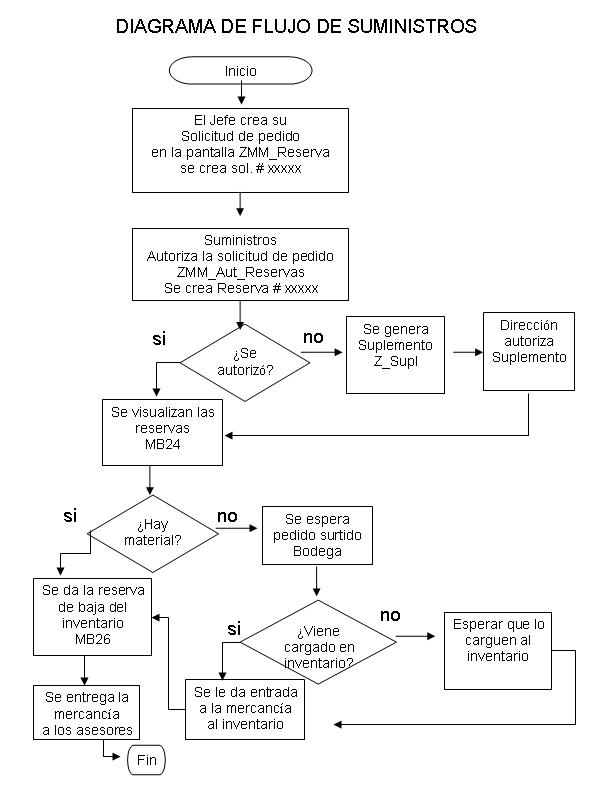 DIAGRAMA DE FLUJO DE SUMINISTROS
Inicio
El Jefe crea su
Solicitud de pedido
en la pantalla ZMM_Reserva
se crea sol. # xxxxx
Suministros
Autoriza la solicitud de pedido
ZMM_Aut_Reservas
Se crea Reserva # xxxxx
si
¿Se
autorizó?
no
Se genera
Suplemento
Z_Supl
Dirección
autoriza
Suplemento
Se visualizan las
reservas
MB24
si
¿Hay
material?
no
Se espera
pedido surtido
Bodega
Se da la reserva
de baja del
inventario
MB26
si
¿Viene
cargado en
inventario?
no
Esperar que lo
carguen al
inventario
Se le da entrada
a la mercancía
al inventario
Se entrega la
mercancía
a los asesores
Fin